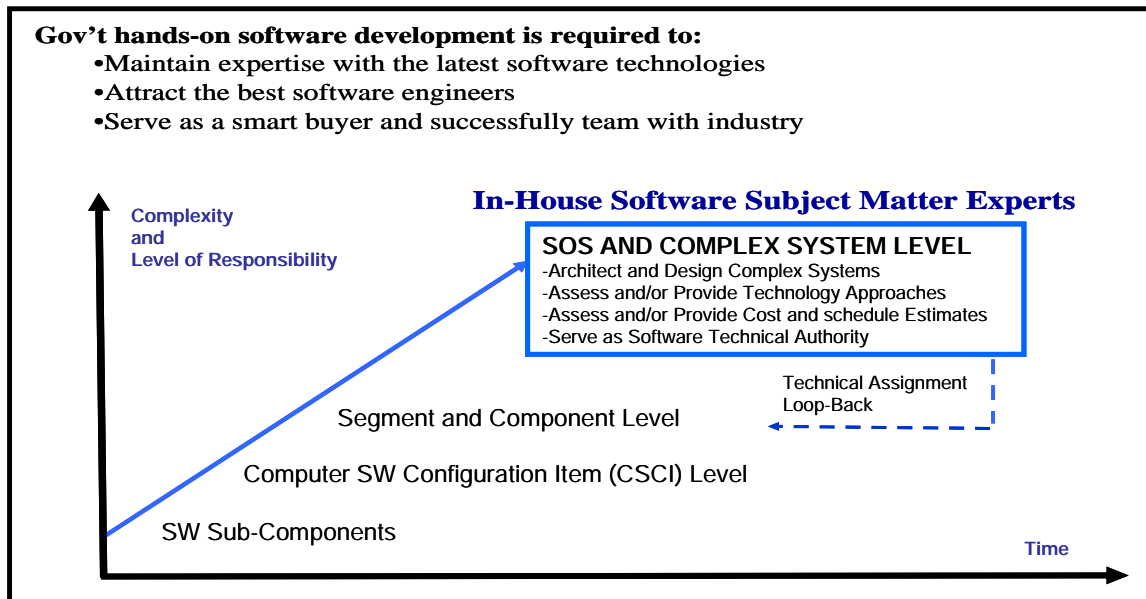 Gov’t hands-on software development is required to:
•Maintain expertise with the latest software technologies
•Attract the best software engineers
•Serve as a smart buyer and successfully team with industry
In-House Software Subject Matter Experts
Complexity
and
Level of Responsibility
SOS AND COMPLEX SYSTEM LEVEL
-Architect and Design Complex Systems
-Assess and/or Provide Technology Approaches
-Assess and/or Provide Cost and schedule Estimates
-Serve as Software Technical Authority
Technical Assignment
Loop-Back
Segment and Component Level
Computer SW Configuration Item (CSCI) Level
SW Sub-Components
Time